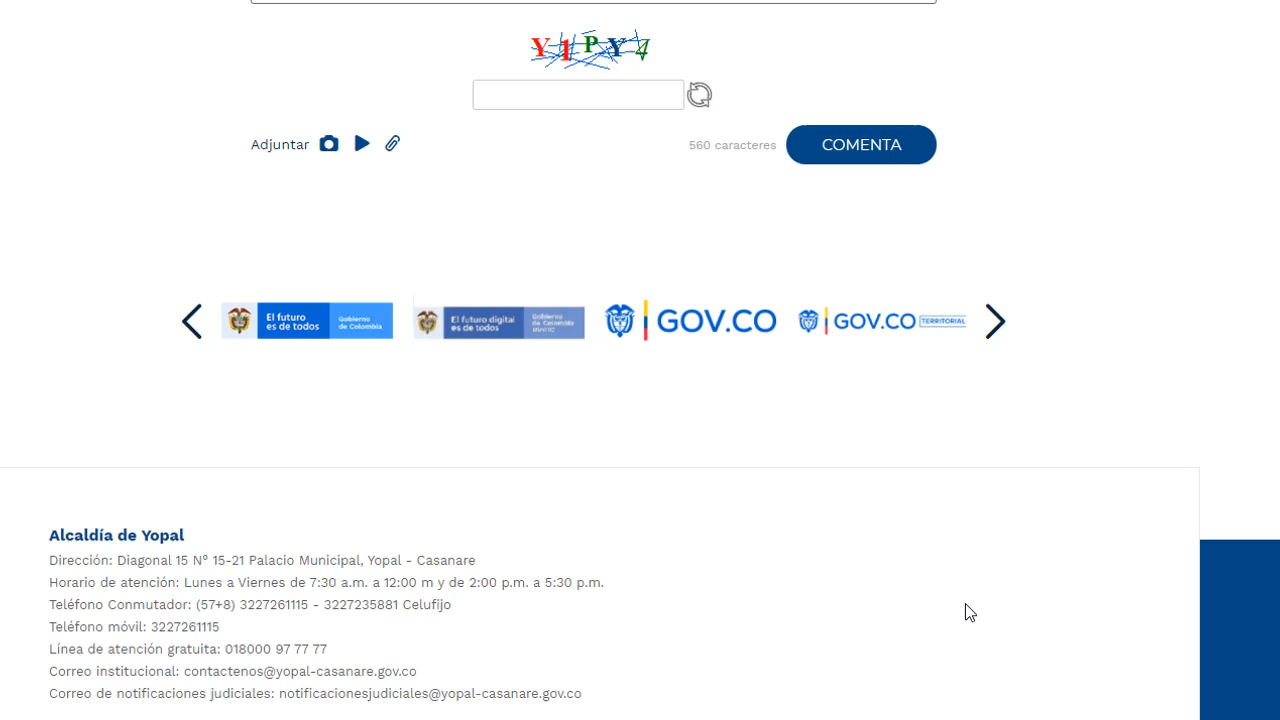 Y1PY4
Adjuntar
560 caracteres
COMENTA
El futuro
es de todos
Gobierno
de Colombia
El futuro digital
es de todos
Gobierno
de Colombia
GOV.CO
GOV.CO TERRITORIAL
Alcaldía de Yopal
Dirección: Diagonal 15 N° 15-21 Palacio Municipal, Yopal - Casanare
Horario de atención: Lunes a Viernes de 7:30 a.m. a 12:00 m y de 2:00 p.m. a 5:30 p.m.
Teléfono Conmutador: (57+8) 3227261115 - 3227235881 Celufijo
Teléfono móvil: 3227261115
Línea de atención gratuita: 018000 97 77 77
Correo institucional: contactenos@yopal-casanare.gov.co
Correo de notificaciones judiciales: notificacionesjudiciales@yopal-casanare.gov.co